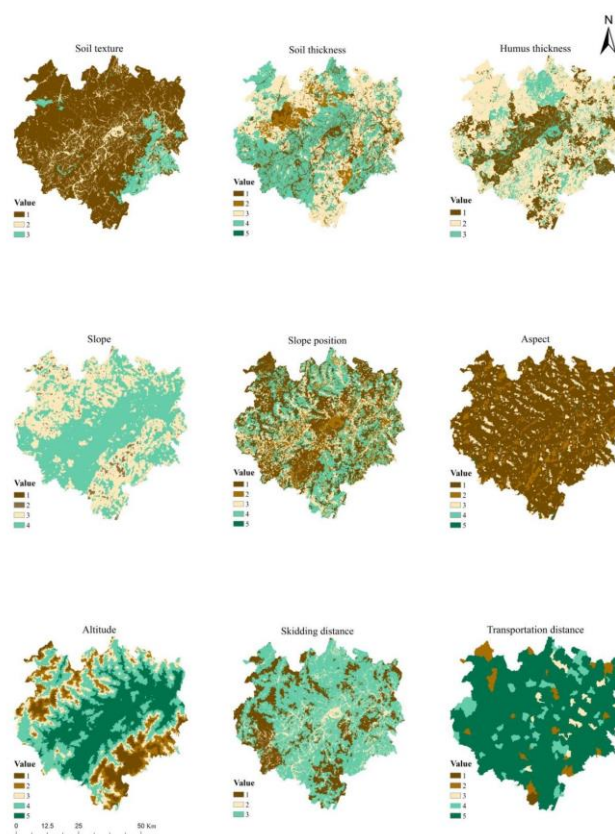 N
Soil texture
Soil thickness
Humus thickness
Value
1
2
3
Value
1
2
3
4
5
Value
1
2
3
Slope
Slope position
Aspect
Value
1
2
3
4
Value
1
2
3
4
5
Value
1
2
3
4
5
Altitude
Skidding distance
Transportation distance
Value
1
2
3
4
5
Value
1
2
3
4
Value
1
2
3
4
5
0 12.5 25 50 Km